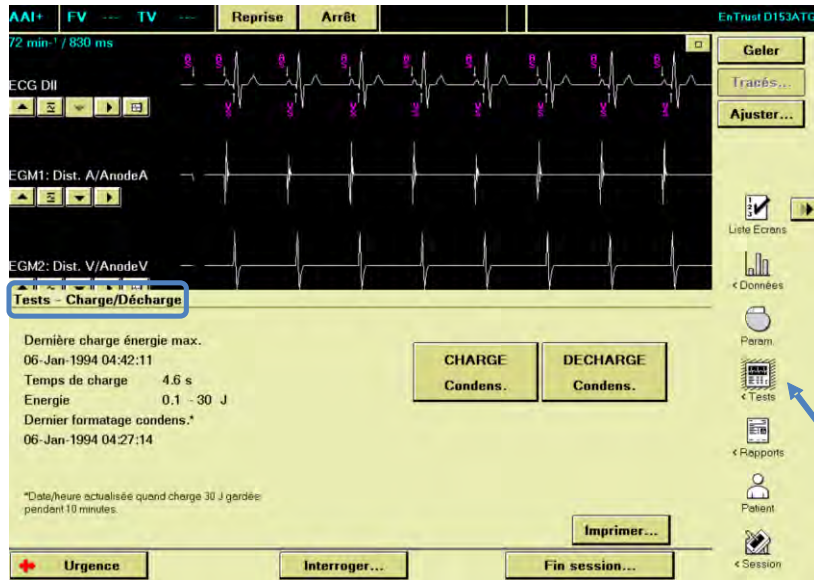 AAI+ FV --- TV --- Reprise Arrêt EnTrust D153ATG
72 min-¹ / 830 ms
Geler
ECG DII
Tracés...
Ajuster...
EGM1: Dist. A/AnodeA
Liste Ecrans
EGM2: Dist. V/AnodeV
< Données
Tests - Charge/Décharge
Param.
Dernière charge énergie max.
06-Jan-1994 04:42:11
Temps de charge 4.6 s
Energie 0.1 - 30 J
Dernier formatage condens.*
06-Jan-1994 04:27:14
CHARGE
Condens.
DECHARGE
Condens.
< Tests
< Rapports
*Date/heure actualisée quand charge 30 J gardée
pendant 10 minutes.
Patient
Imprimer...
Urgence Interroger... Fin session...
< Session